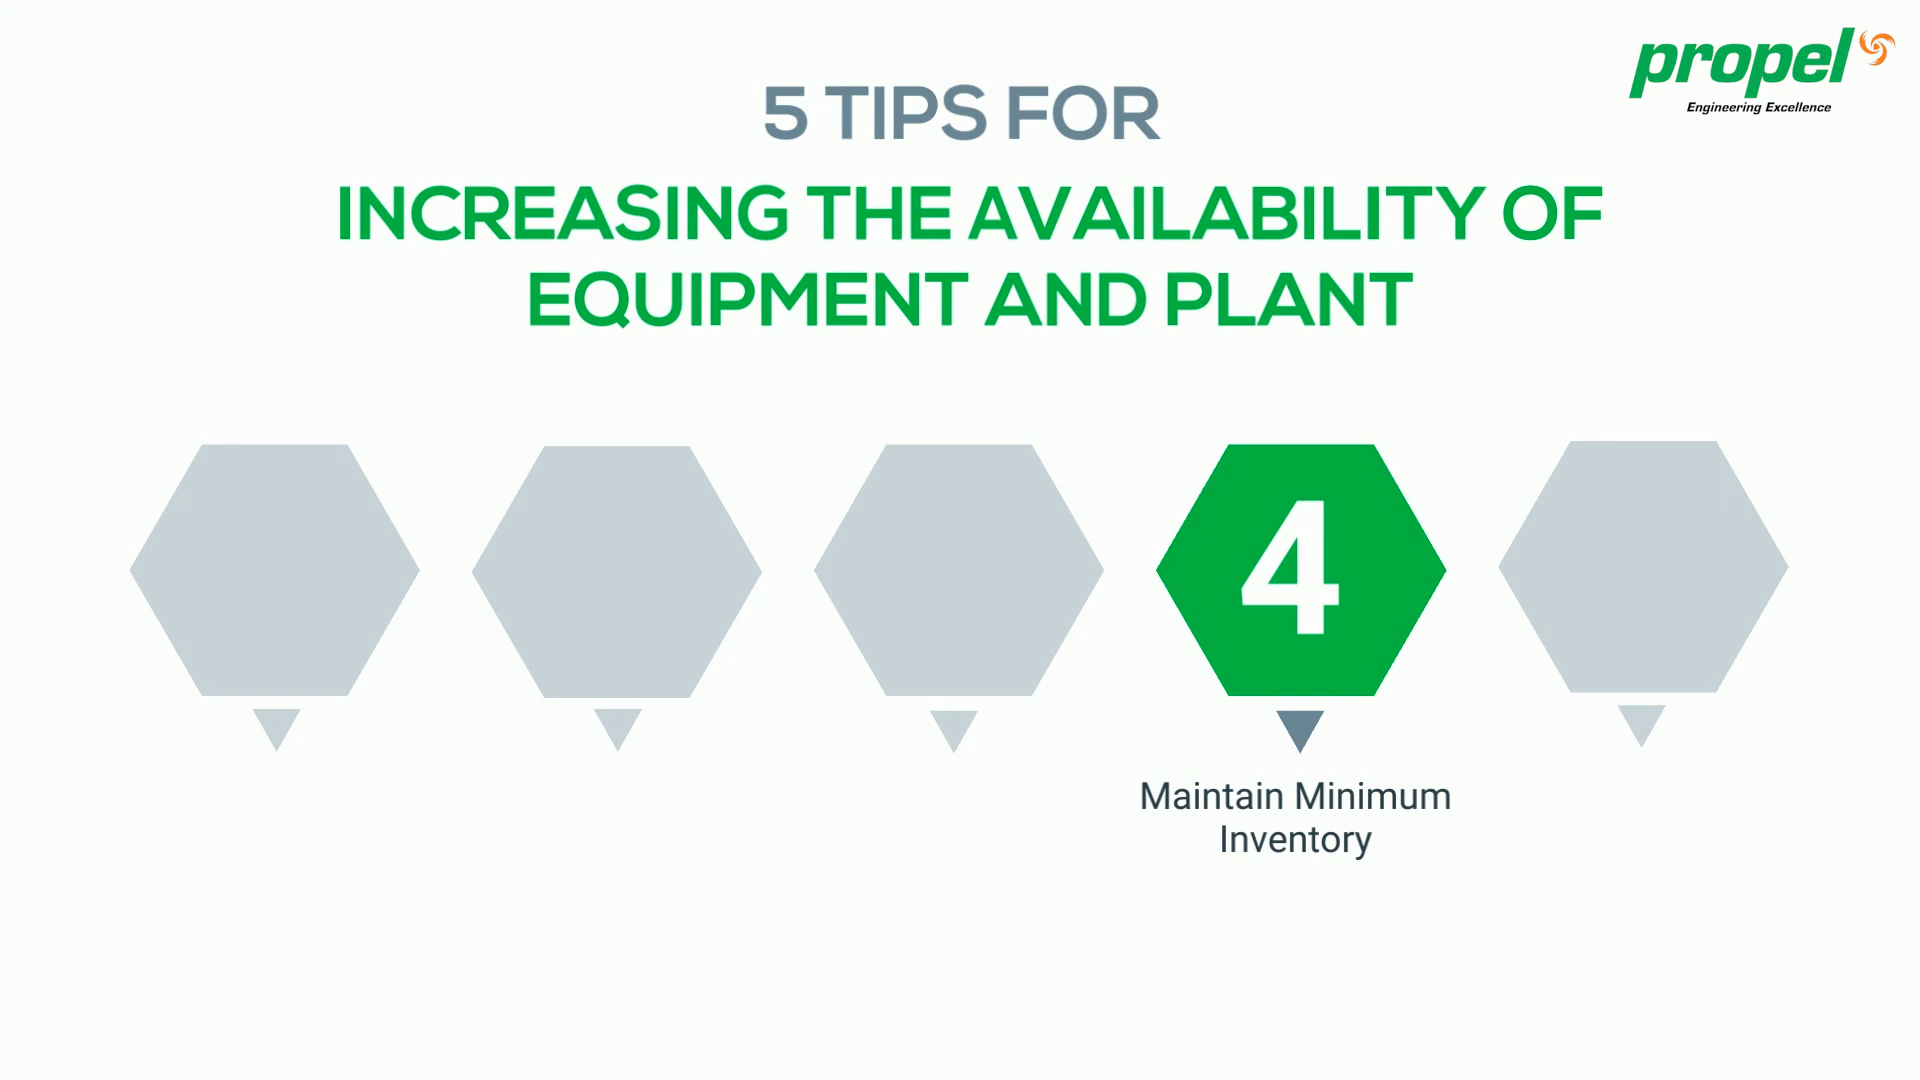 propel
Engineering Excellence
5 TIPS FOR
INCREASING THE AVAILABILITY OF
EQUIPMENT AND PLANT
4
Maintain Minimum
Inventory